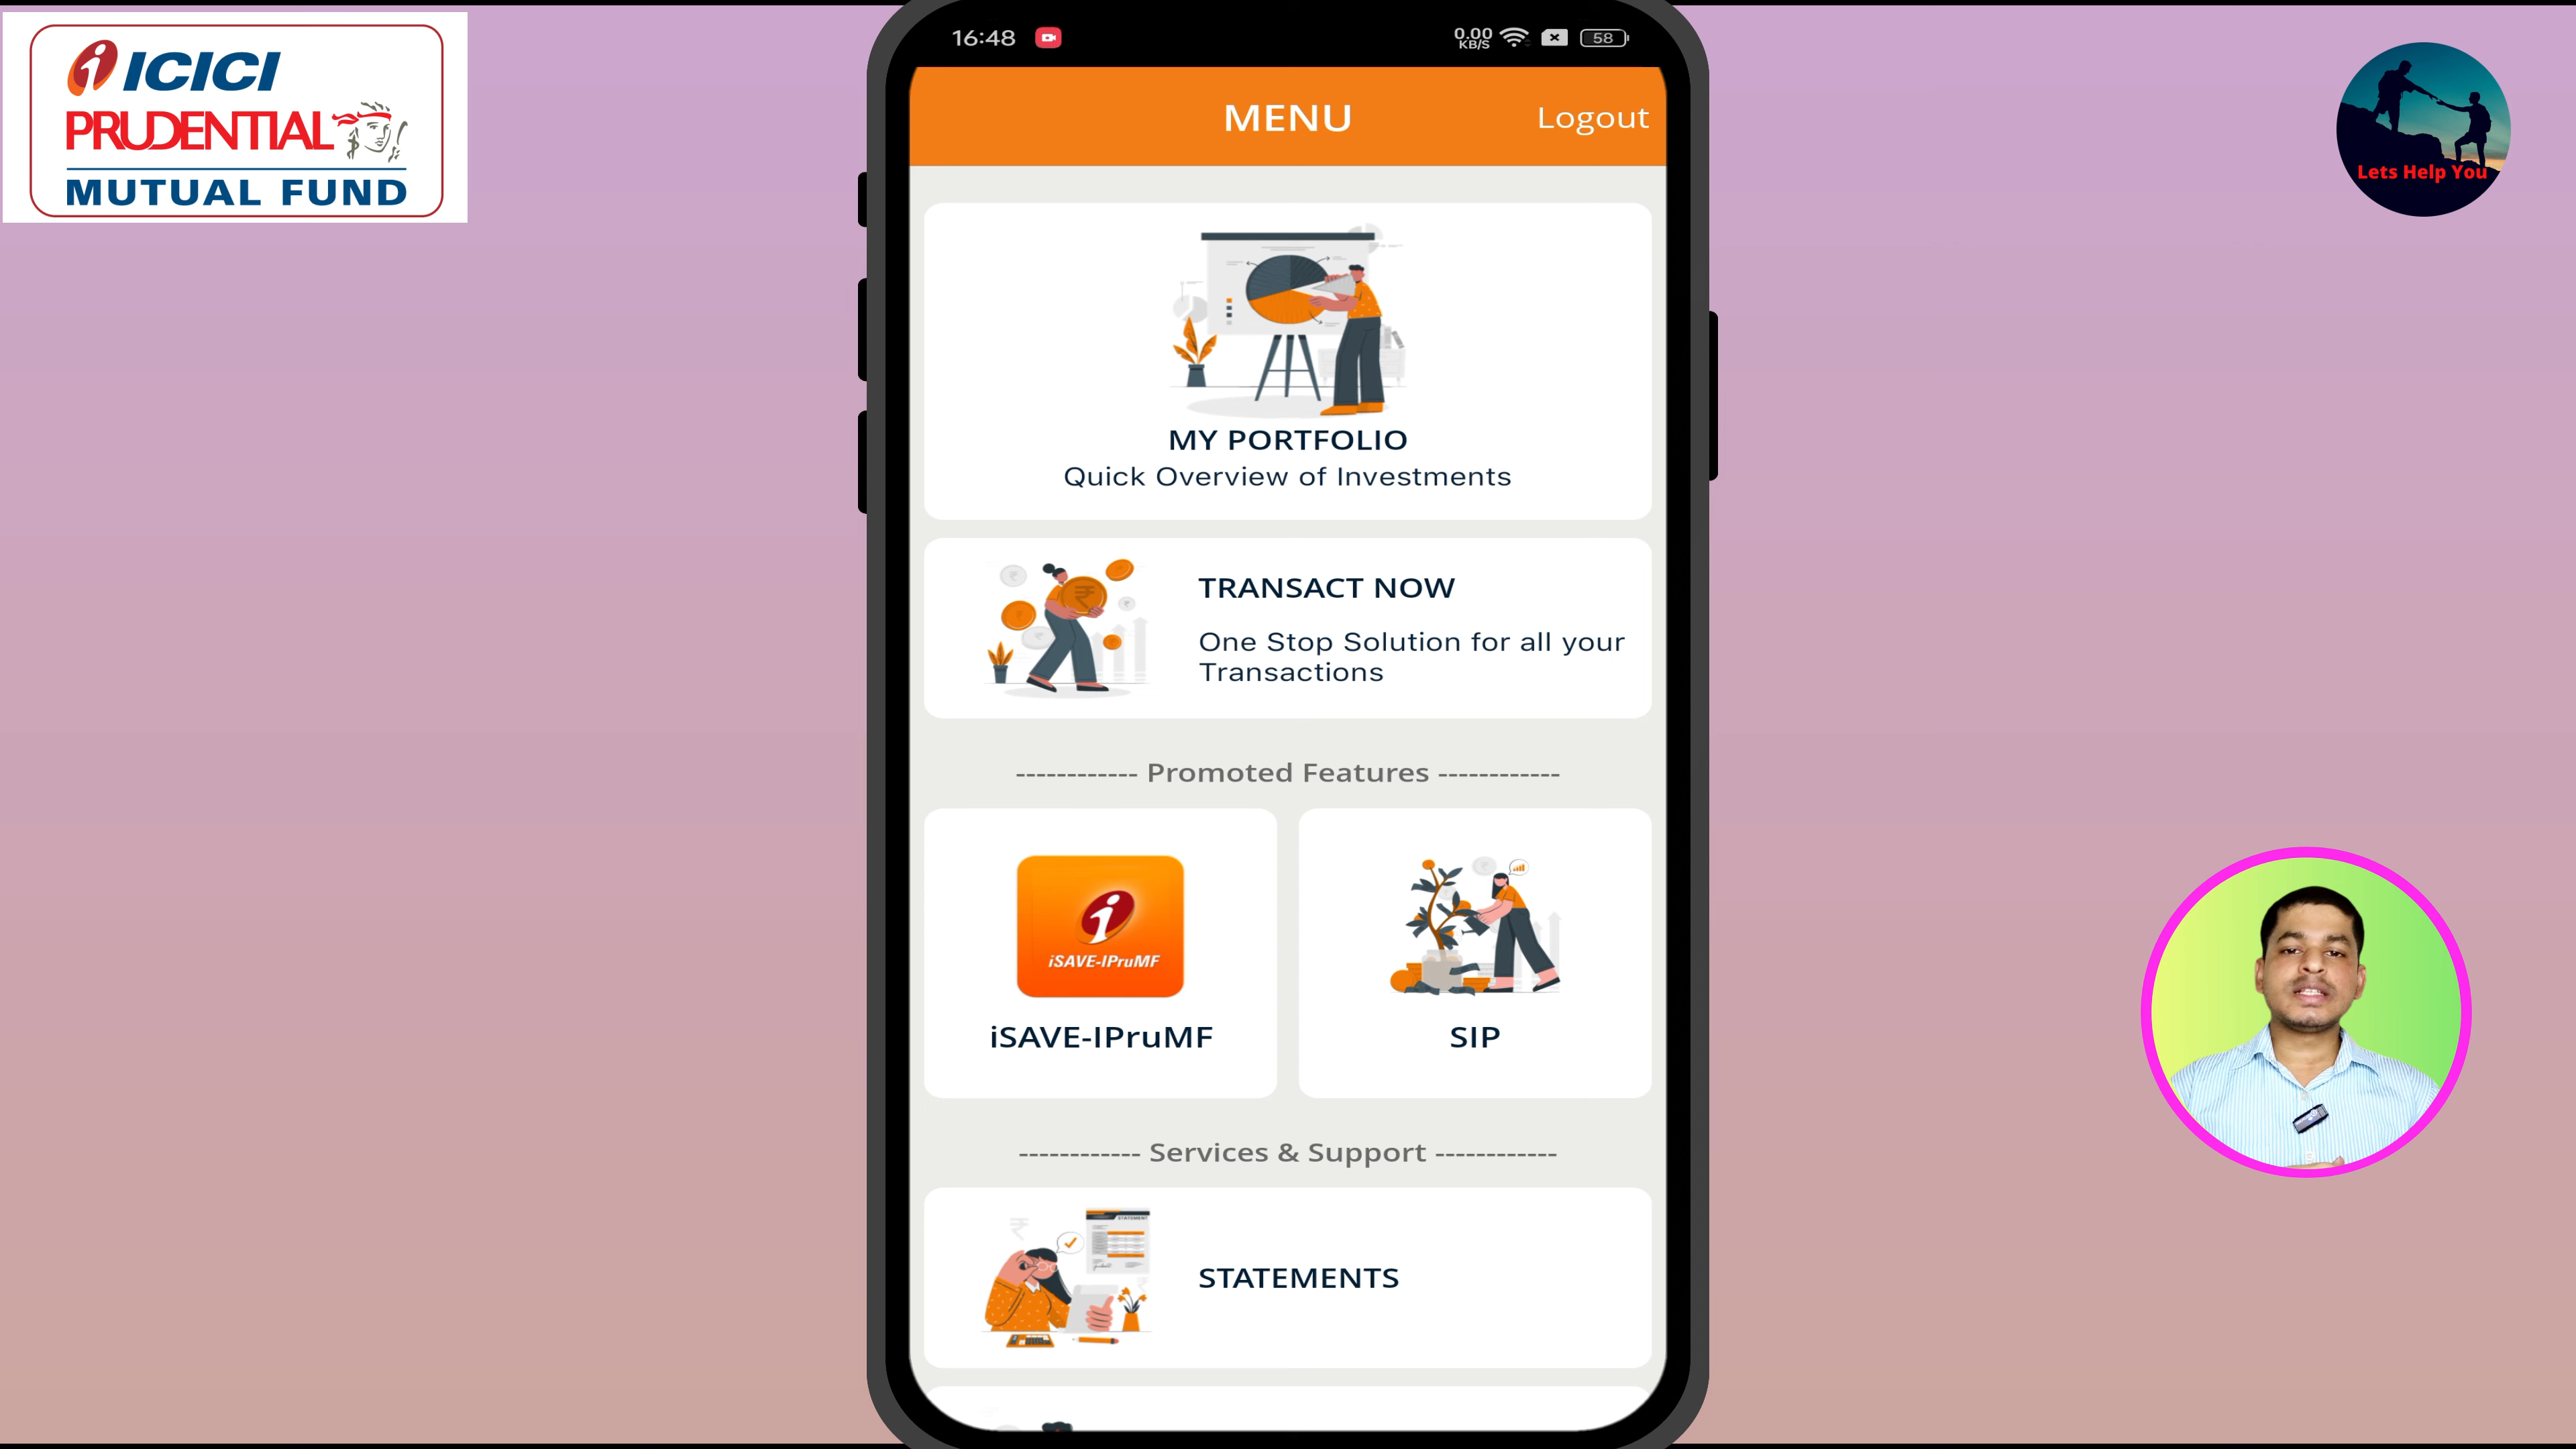 ICICI
PRUDENTIAL
MUTUAL FUND
16:48
0.00
KB/S
58
MENU
Logout
Lets Help You
MY PORTFOLIO
Quick Overview of Investments
TRANSACT NOW
One Stop Solution for all your
Transactions
------------ Promoted Features ------------
iSAVE-IPruMF
iSAVE-IPruMF
SIP
------------ Services & Support ------------
STATEMENT
STATEMENTS